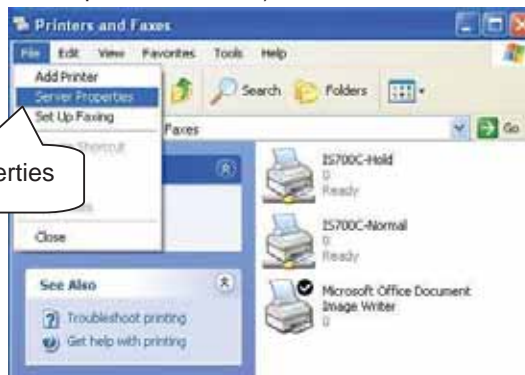 Printers and Faxes
File Edit View Favorites Tools Help
Add Printer
Server Properties
Set Up Faxing
Close
Search Folders
Faxes
Go
erties
See Also
Troubleshoot printing
Get help with printing
IS700C-Hold
0
Ready
IS700C-Normal
0
Ready
Microsoft Office Document
Image Writer
0